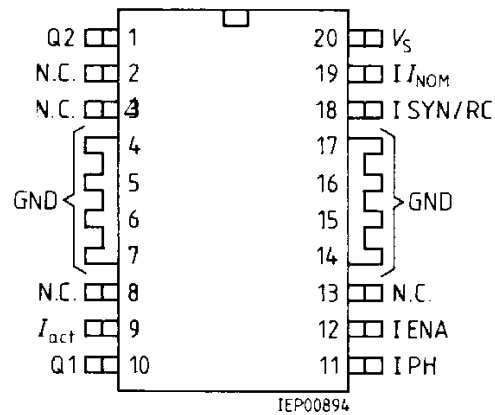 Q2 1 20 V_S
N.C. 2 19 I I_NOM
N.C. 3 18 I SYN/RC
4 17
5 16
GND GND
6 15
7 14
N.C. 8 13 N.C.
I_act 9 12 I ENA
Q1 10 11 I PH
IEP00894